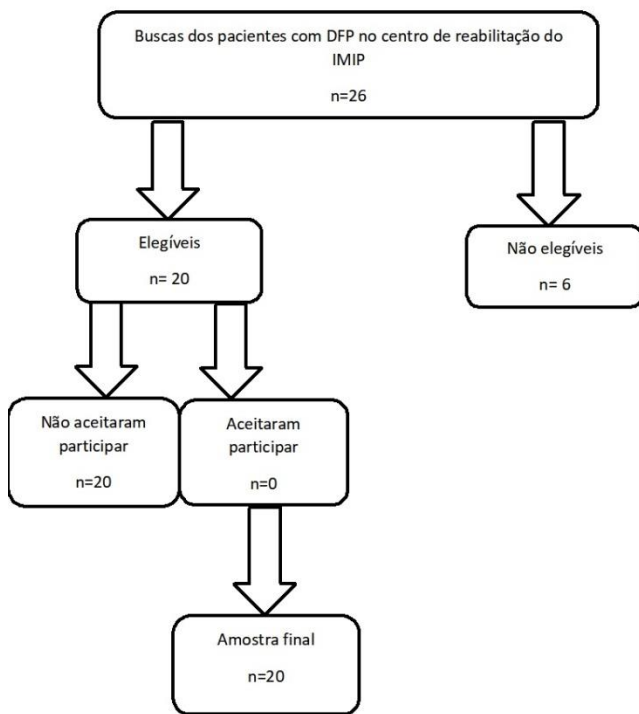 Buscas dos pacientes com DFP no centro de reabilitação do
IMIP
n=26
Elegíveis
n= 20
Não elegíveis
n= 6
Não aceitaram
participar
n=20
Aceitaram
participar
n=0
Amostra final
n=20